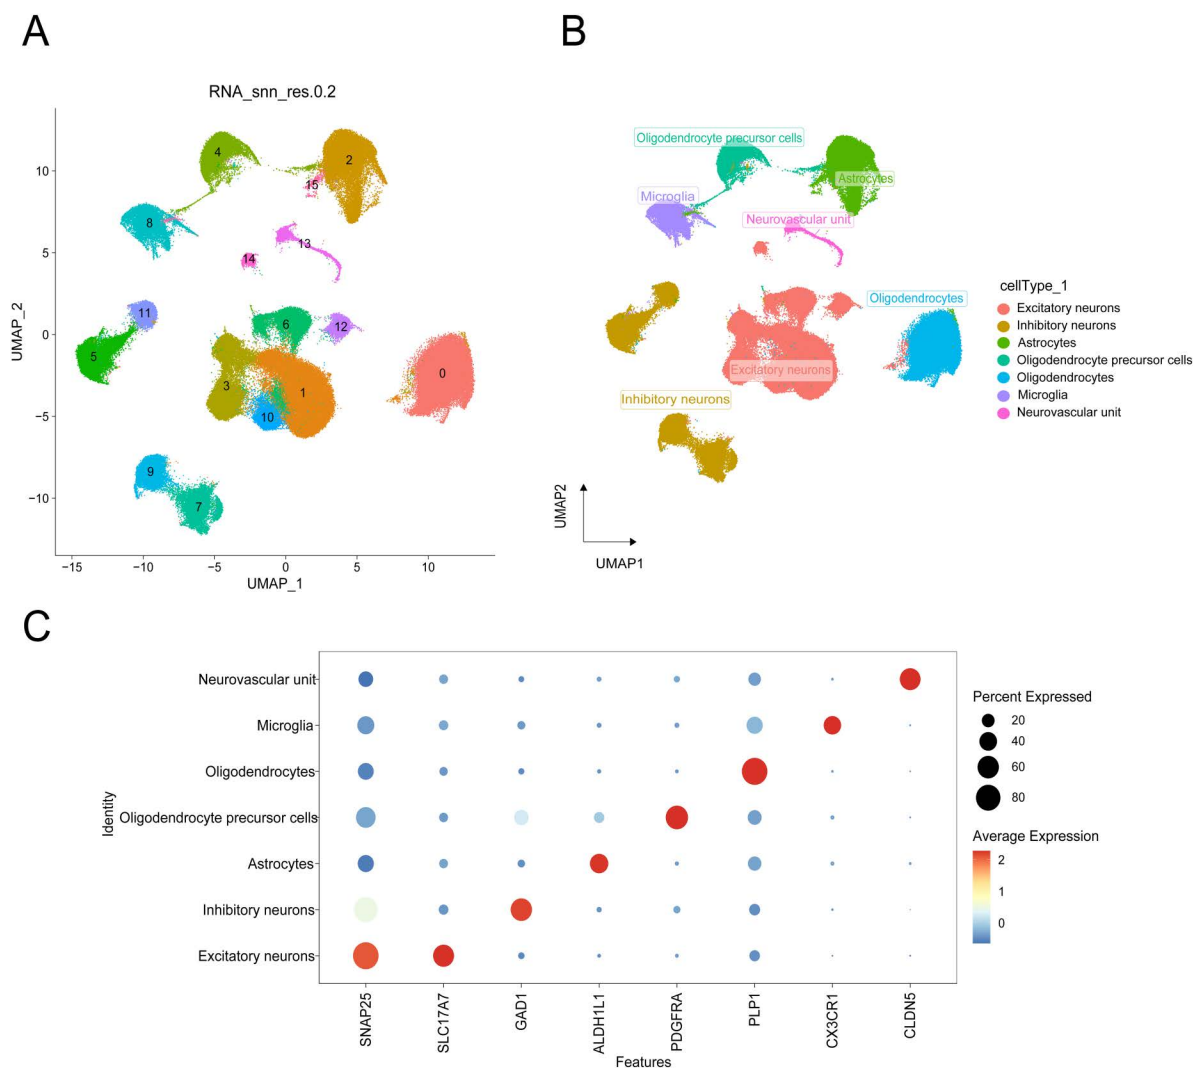 A
B
RNA_snn_res.0.2
UMAP_2
10
5
0
−5
−10
−15
−10
−5
0
5
10
UMAP_1
4
2
15
8
13
14
11
6
12
5
3
1
0
10
9
7
Oligodendrocyte precursor cells
Astrocytes
Microglia
Neurovascular unit
Oligodendrocytes
Excitatory neurons
Inhibitory neurons
UMAP2
UMAP1
cellType_1
Excitatory neurons
Inhibitory neurons
Astrocytes
Oligodendrocyte precursor cells
Oligodendrocytes
Microglia
Neurovascular unit
C
Identity
Neurovascular unit
Microglia
Oligodendrocytes
Oligodendrocyte precursor cells
Astrocytes
Inhibitory neurons
Excitatory neurons
SNAP25
SLC17A7
GAD1
ALDH1L1
PDGFRA
PLP1
CX3CR1
CLDN5
Features
Percent Expressed
20
40
60
80
Average Expression
2
1
0